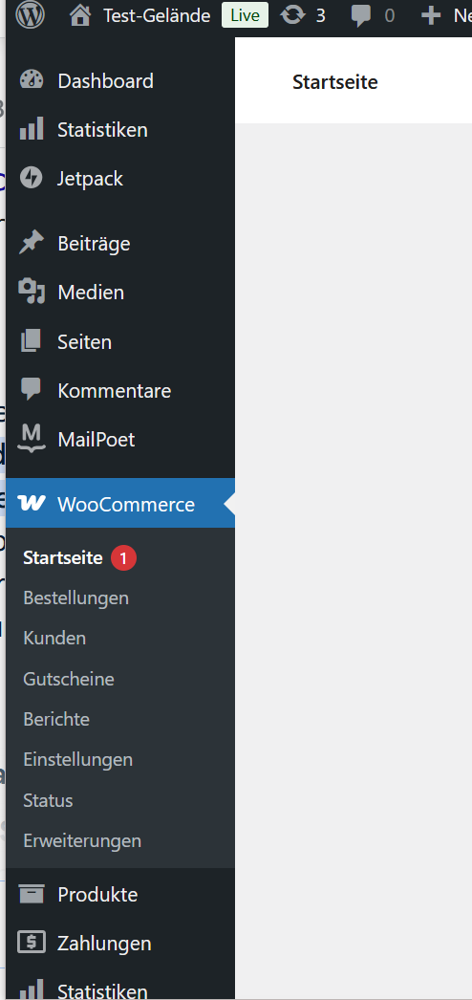 Test-Gelände Live 3 0
Dashboard
Startseite
Statistiken
Jetpack
Beiträge
Medien
Seiten
Kommentare
MailPoet
WooCommerce
Startseite 1
Bestellungen
Kunden
Gutscheine
Berichte
Einstellungen
Status
Erweiterungen
Produkte
Zahlungen
Statistiken